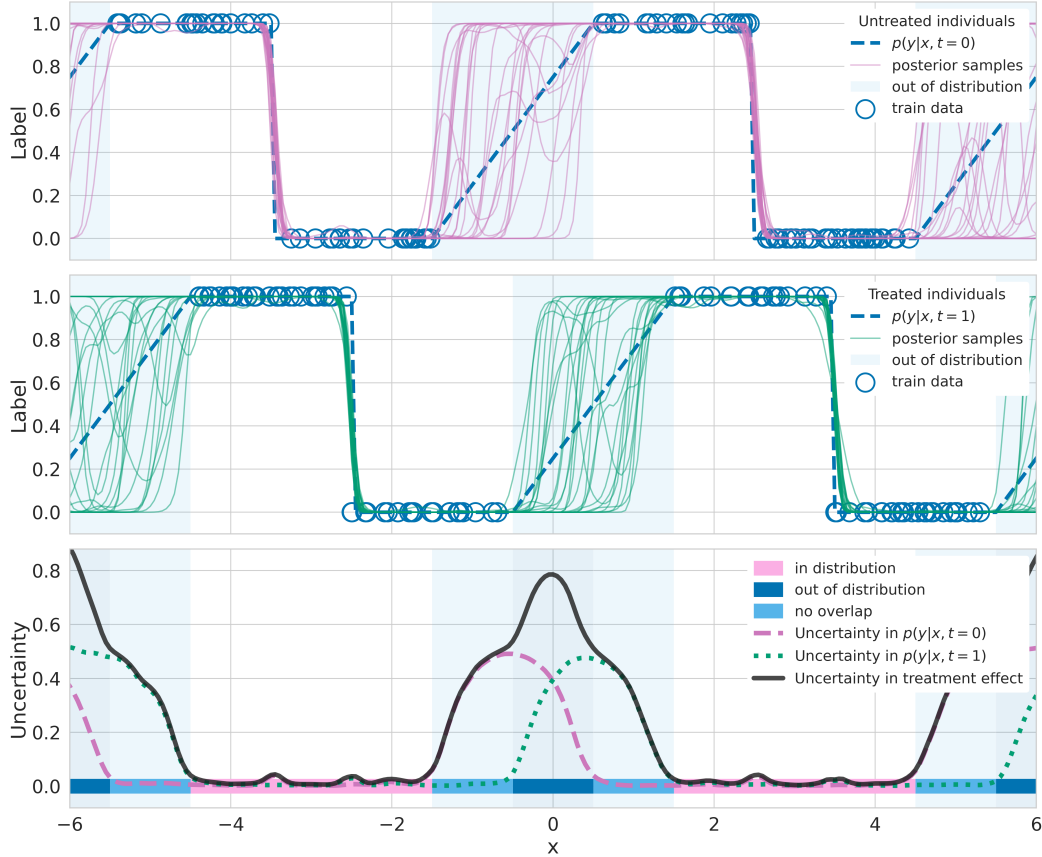 1.0
0.8
0.6
0.4
0.2
0.0
Label
Untreated individuals
p(y|x, t = 0)
posterior samples
out of distribution
train data
1.0
0.8
0.6
0.4
0.2
0.0
Label
Treated individuals
p(y|x, t = 1)
posterior samples
out of distribution
train data
0.8
0.6
0.4
0.2
0.0
Uncertainty
in distribution
out of distribution
no overlap
Uncertainty in p(y|x, t = 0)
Uncertainty in p(y|x, t = 1)
Uncertainty in treatment effect
−6 −4 −2 0 2 4 6
x